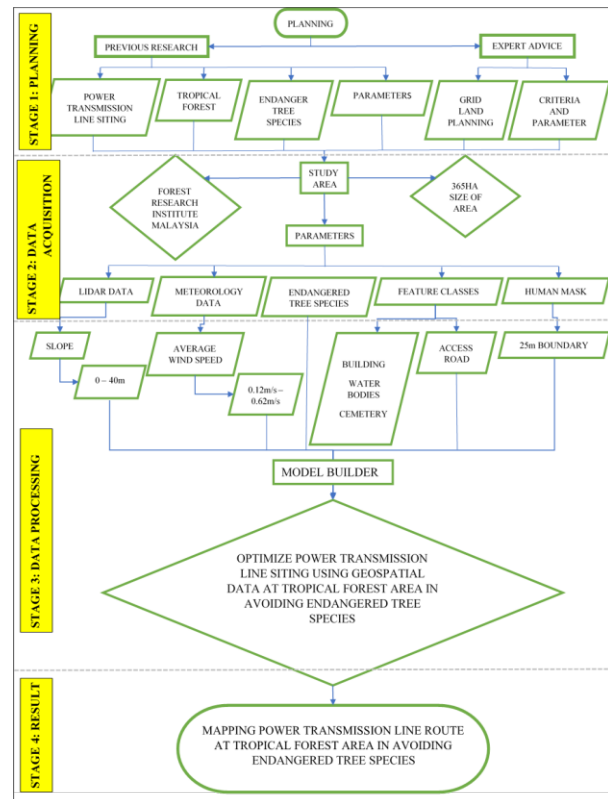 STAGE 1: PLANNING
PLANNING
PREVIOUS RESEARCH
EXPERT ADVICE
POWER
TRANSMISSION
LINE SITING
TROPICAL
FOREST
ENDANGER
TREE
SPECIES
PARAMETER$
GRID
LAND
PLANNING
CRITERIA
AND
PARAMETER
STAGE 2: DATA
ACQUISITION
FOREST
RESEARCH
INSTITUTE
MALAYSIA
STUDY
AREA
365HA
SIZE OF
AREA
PARAMETERS
LIDAR DATA
METEOROLOGY
DATA
ENDANGERED
TREE SPECIES
FEATURE CLASSES
HUMAN MASK
STAGE 3: DATA PROCESSING
SLOPE
0 – 40m
AVERAGE
WIND SPEED
0.12m/s –
0.62m/s
BUILDING
WATER
BODIES
CEMETERY
ACCESS
ROAD
25m BOUNDARY
MODEL BUILDER
OPTIMIZE POWER TRANSMISSION
LINE SITING USING GEOSPATIAL
DATA AT TROPICAL FOREST AREA IN
AVOIDING ENDANGERED TREE
SPECIES
STAGE 4: RESULT
MAPPING POWER TRANSMISSION LINE ROUTE
AT TROPICAL FOREST AREA IN AVOIDING
ENDANGERED TREE SPECIES